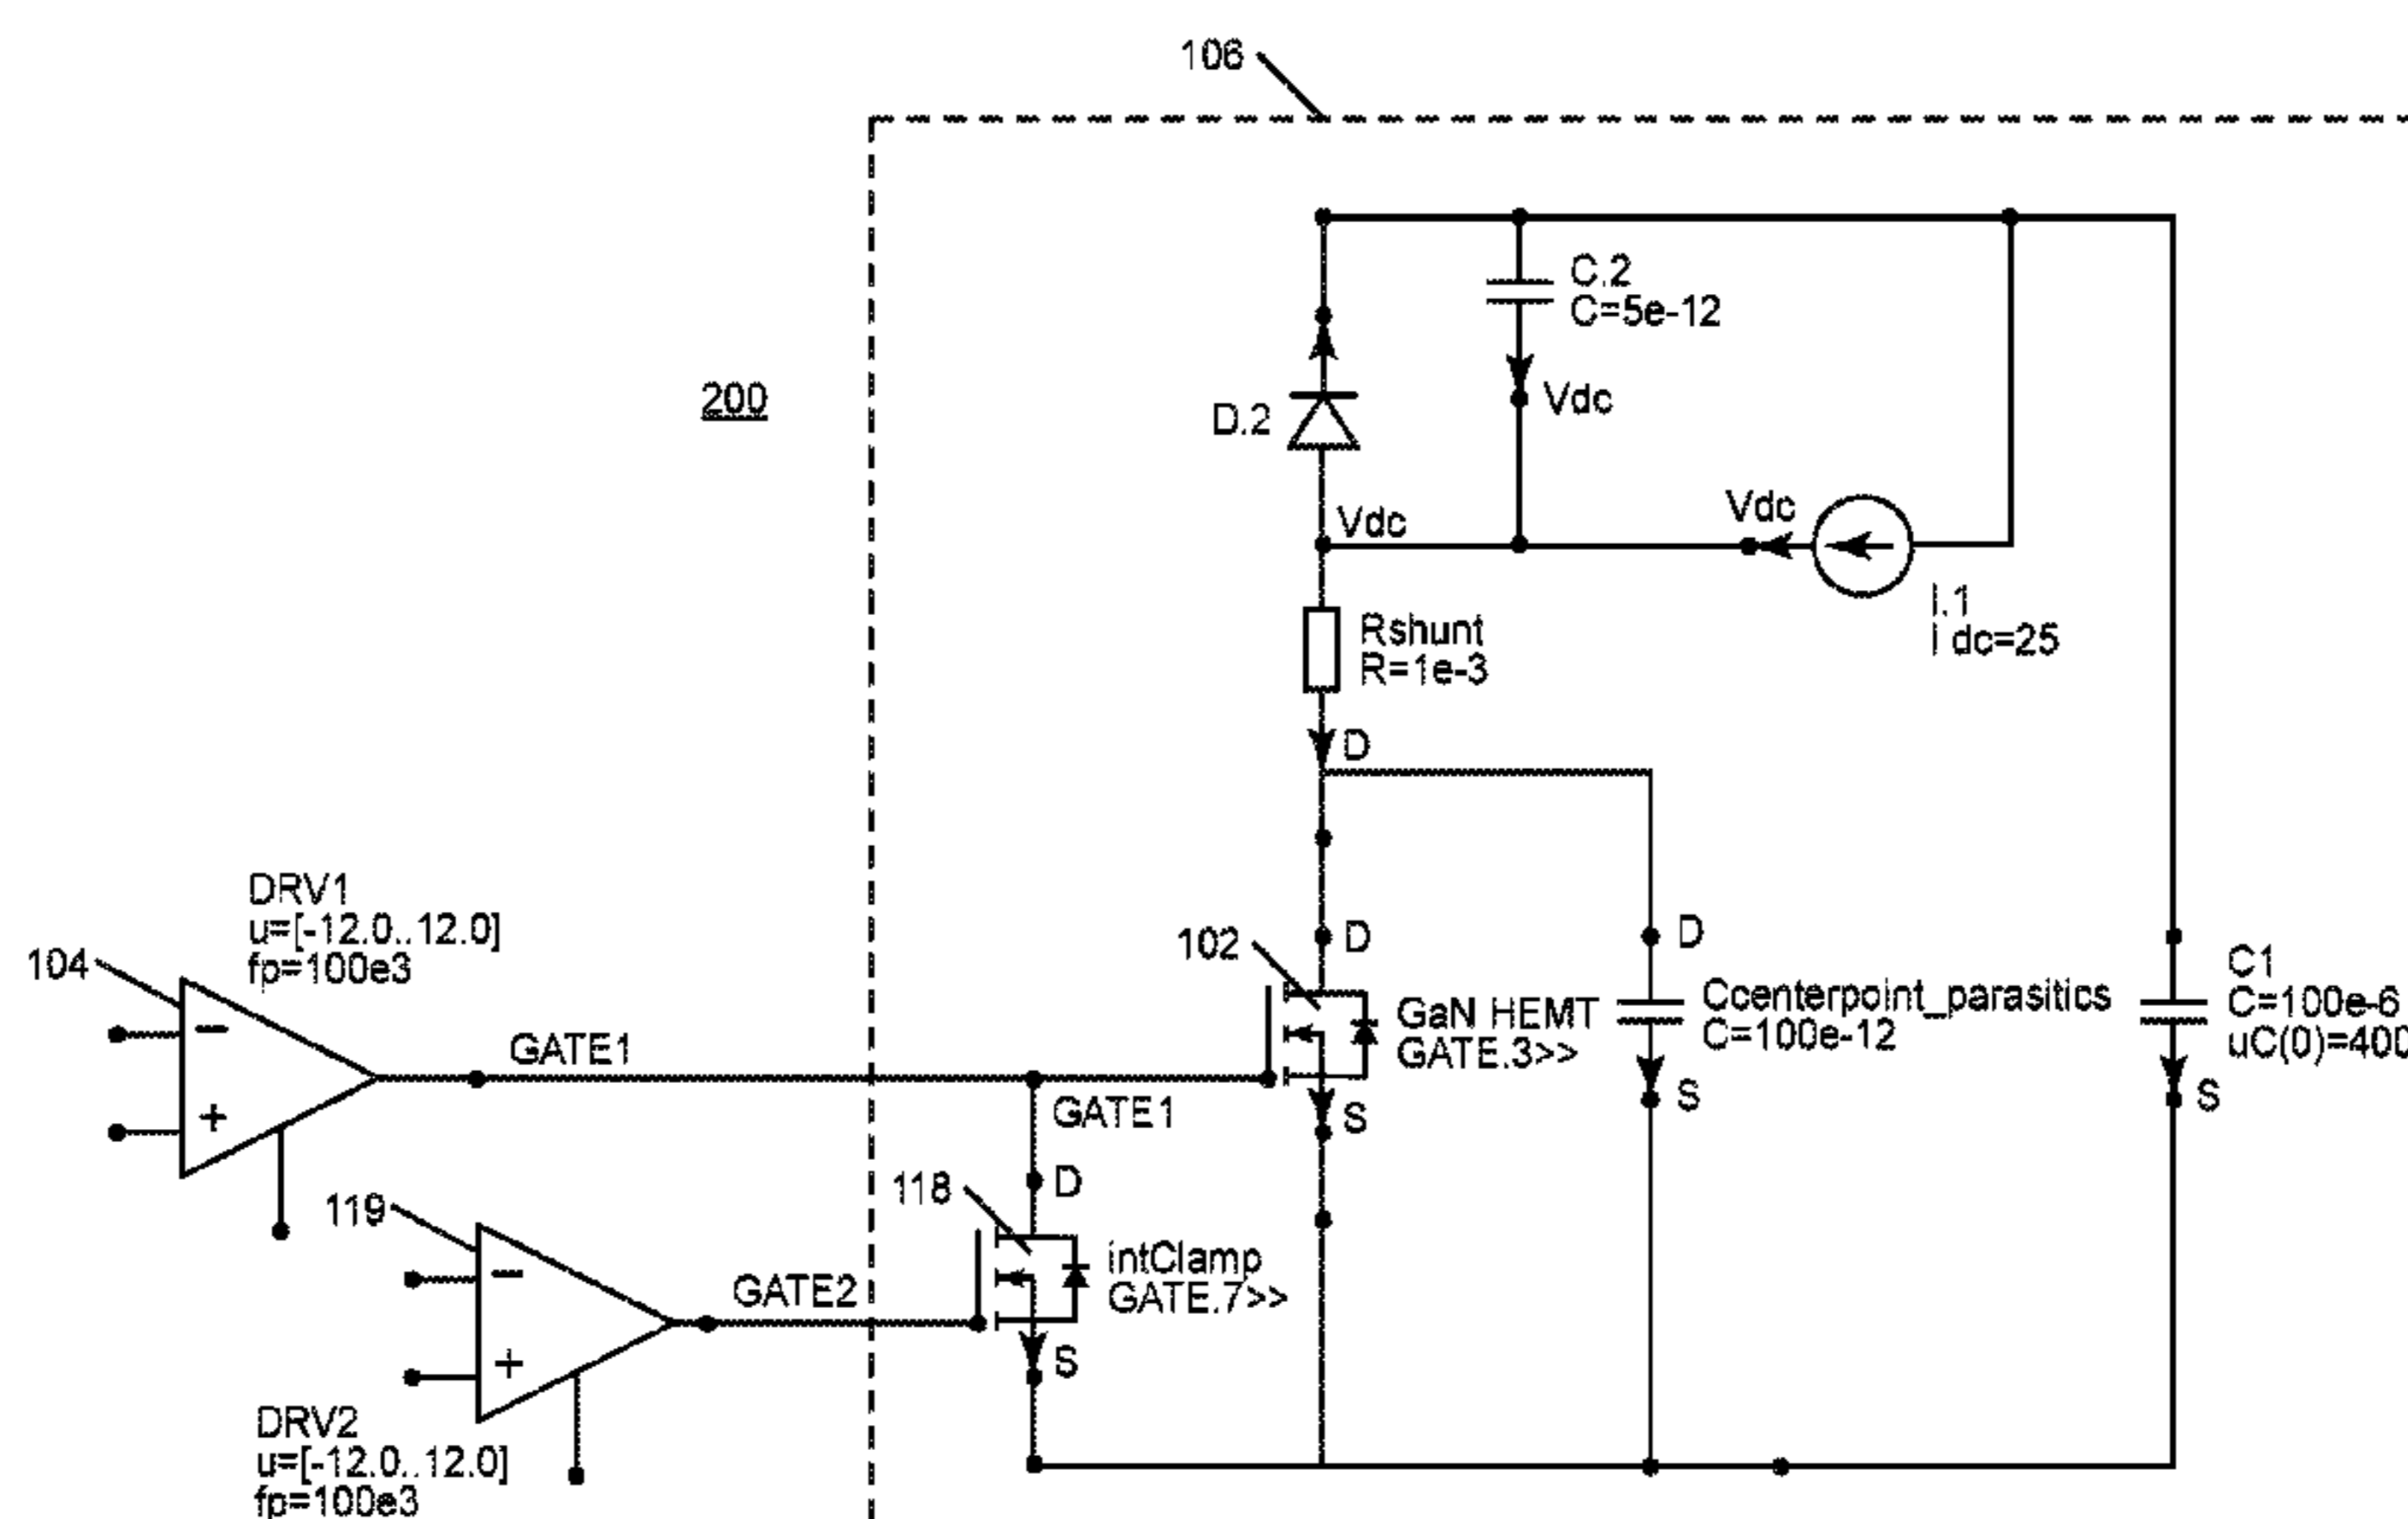 106
C.2
C=5e-12
200
D.2
Vdc
Vdc
Vdc
I.1
I dc=25
Rshunt
R=1e-3
D
DRV1
u=[-12.0..12.0]
fp=100e3
104
102
D
D
GaN HEMT
GATE.3>>
Ccenterpoint_parasitics
C=100e-12
C1
C=100e-6
uC(0)=400
GATE1
GATE1
S
S
S
119
118
D
intClamp
GATE.7>>
GATE2
S
DRV2
u=[-12.0..12.0]
fp=100e3